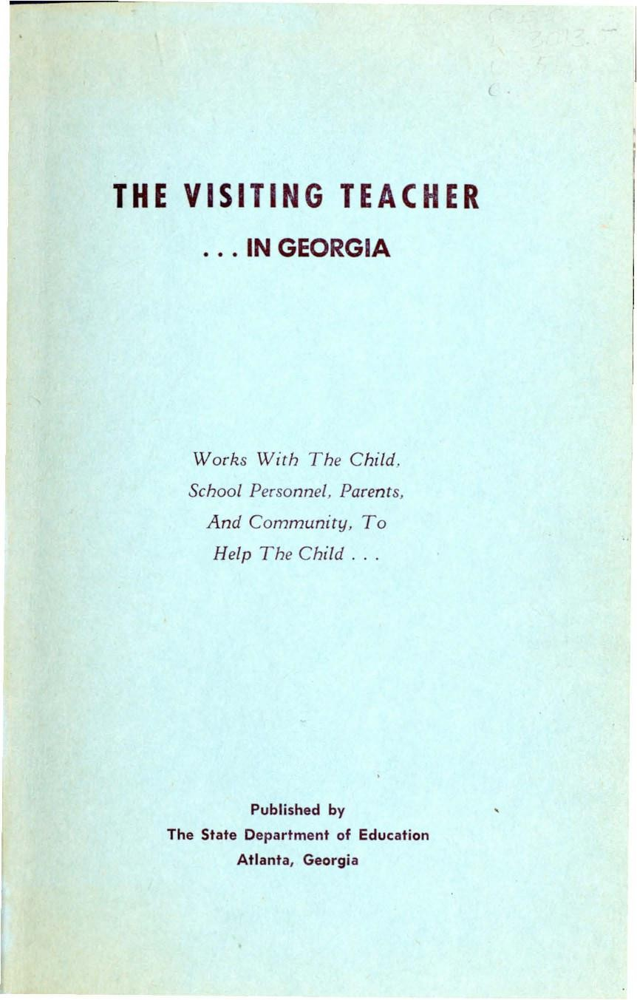 THE VISITING TEACHER
... IN GEORGIA
Works With The Child,
School Personnel, Parents,
And Community, To
Help The Child . . .
Published by
The State Department of Education
Atlanta, Georgia